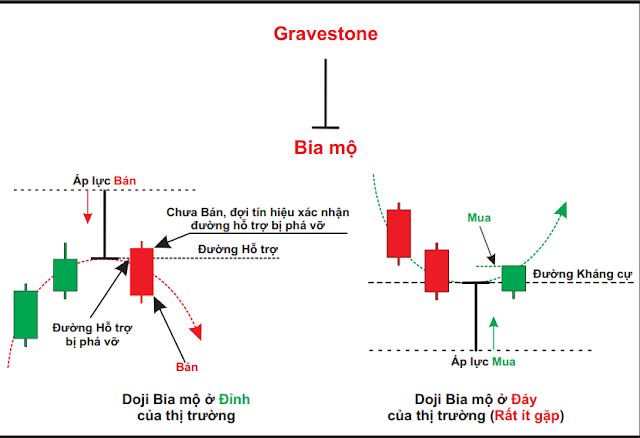 Gravestone
Bia mộ
Áp lực Bán
Chưa Bán, đợi tín hiệu xác nhận
đường hỗ trợ bị phá vỡ
Đường Hỗ trợ
Đường Hỗ trợ
bị phá vỡ
Bán
Doji Bia mộ ở Đỉnh
của thị trường
Mua
Đường Kháng cự
Áp lực Mua
Doji Bia mộ ở Đáy
của thị trường (Rất ít gặp)